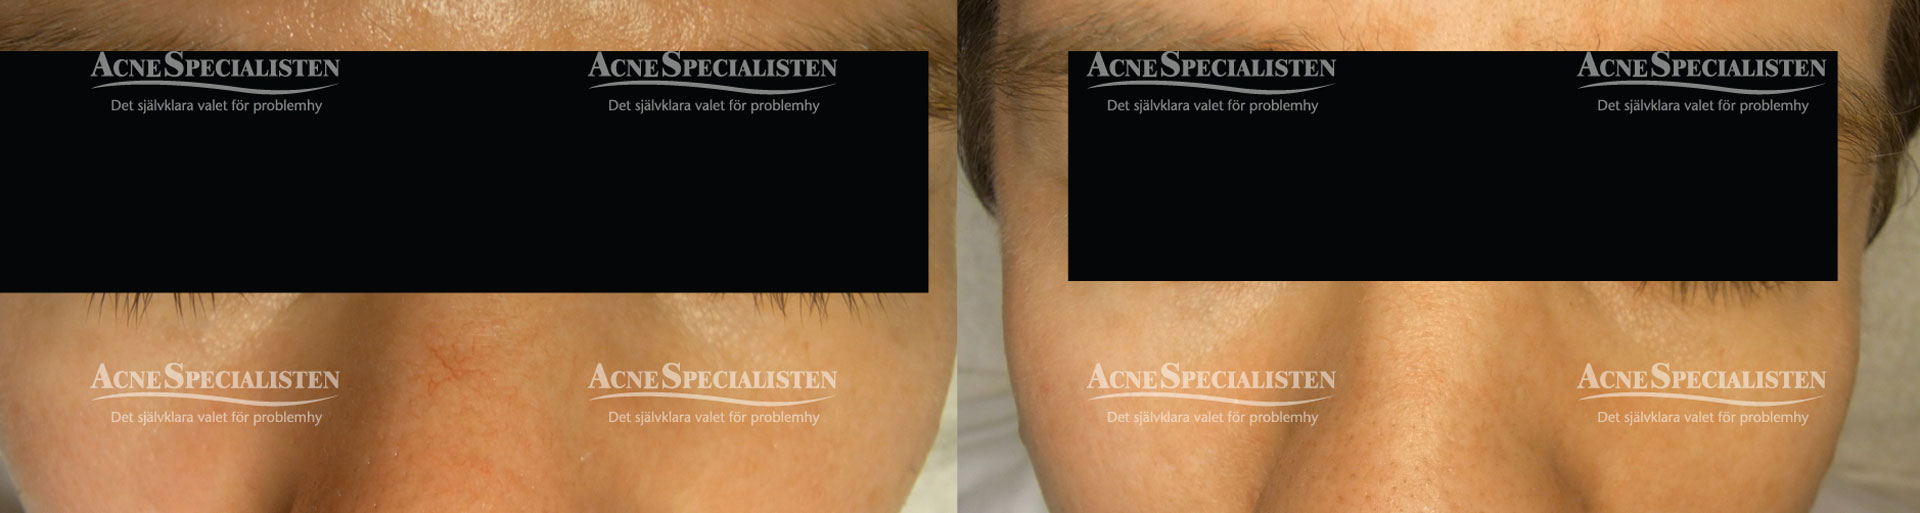 ACNESPECIALISTEN ACNESPECIALISTEN ACNESPECIALISTEN ACNESPECIALISTEN
Det självklara valet för problemhy Det självklara valet för problemhy Det självklara valet för problemhy Det självklara valet för problemhy
ACNESPECIALISTEN ACNESPECIALISTEN ACNESPECIALISTEN ACNESPECIALISTEN
Det självklara valet för problemhy Det självklara valet för problemhy Det självklara valet för problemhy Det självklara valet för problemhy